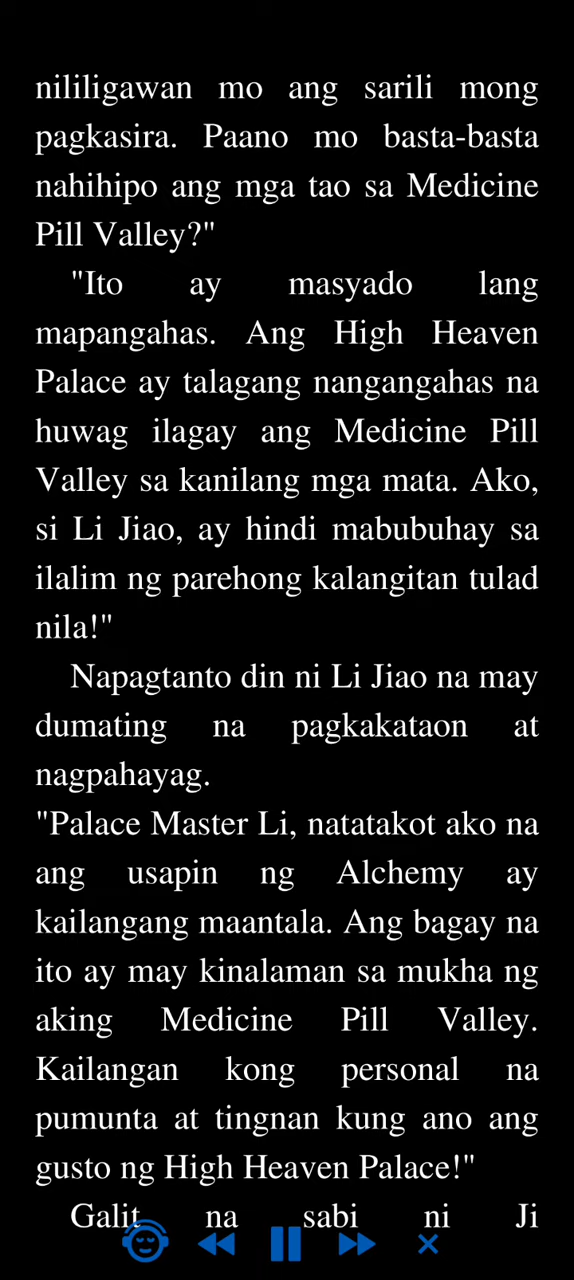 nililigawan mo ang sarili mong
pagkasira. Paano mo basta-basta
nahihipo ang mga tao sa Medicine
Pill Valley?"
"Ito ay masyado lang
mapangahas. Ang High Heaven
Palace ay talagang nangangahas na
huwag ilagay ang Medicine Pill
Valley sa kanilang mga mata. Ako,
si Li Jiao, ay hindi mabubuhay sa
ilalim ng parehong kalangitan tulad
nila!"
Napagtanto din ni Li Jiao na may
dumating na pagkakataon at
nagpahayag.
"Palace Master Li, natatakot ako na
ang usapin ng Alchemy ay
kailangang maantala. Ang bagay na
ito ay may kinalaman sa mukha ng
aking Medicine Pill Valley.
Kailangan kong personal na
pumunta at tingnan kung ano ang
gusto ng High Heaven Palace!"
Galit na sabi ni Ji